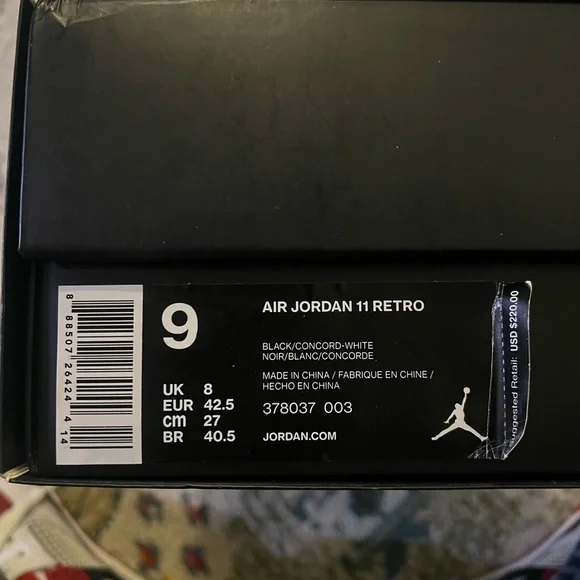 8 88507 26424 14
9
UK 8
EUR 42.5
cm 27
BR 40.5
AIR JORDAN 11 RETRO
BLACK/CONCORD-WHITE
NOIR/BLANC/CONCORDE
MADE IN CHINA / FABRIQUE EN CHINE /
HECHO EN CHINA
378037 003
JORDAN.COM
Retail: USD $220.00